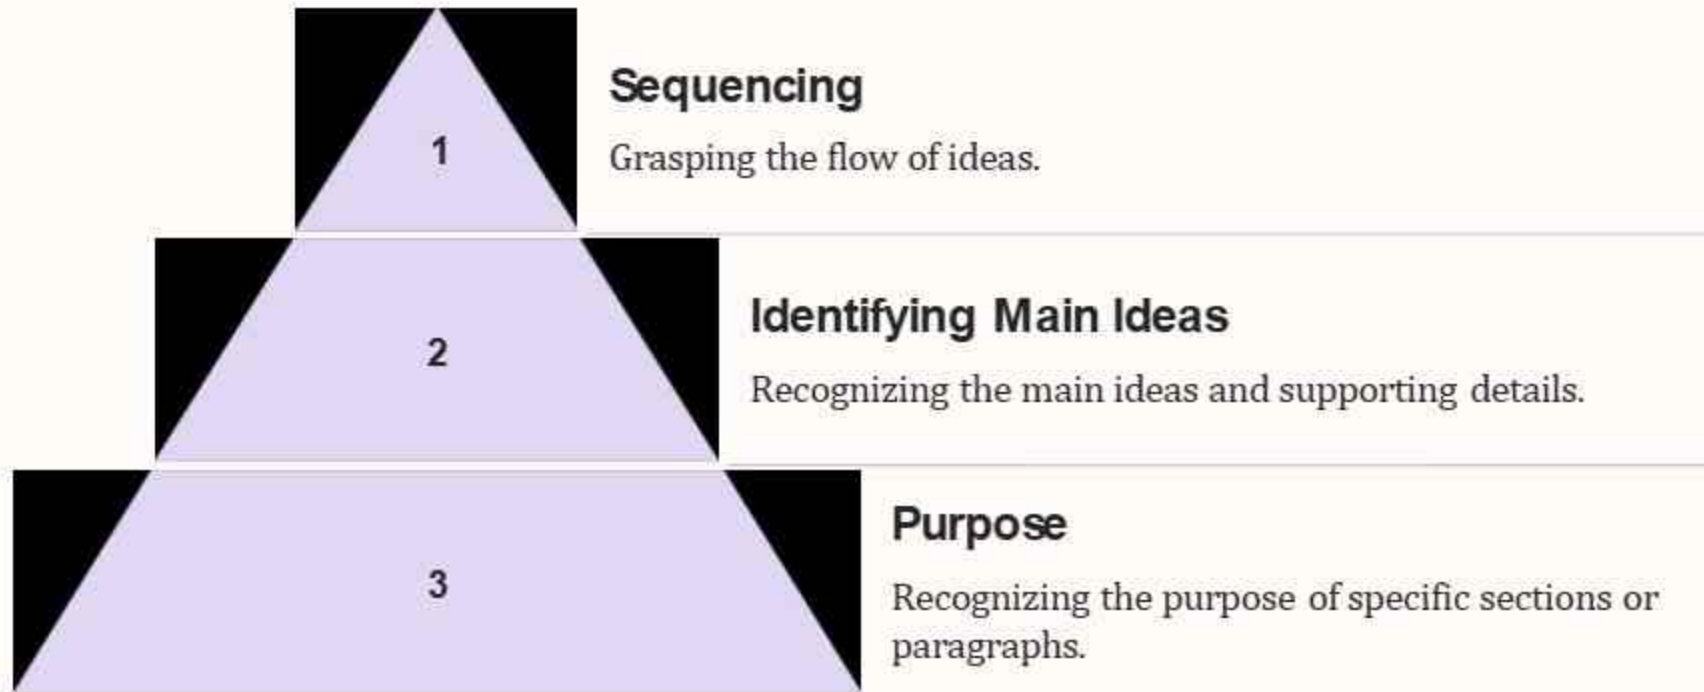 1
Sequencing
Grasping the flow of ideas.
2
Identifying Main Ideas
Recognizing the main ideas and supporting details.
3
Purpose
Recognizing the purpose of specific sections or
paragraphs.